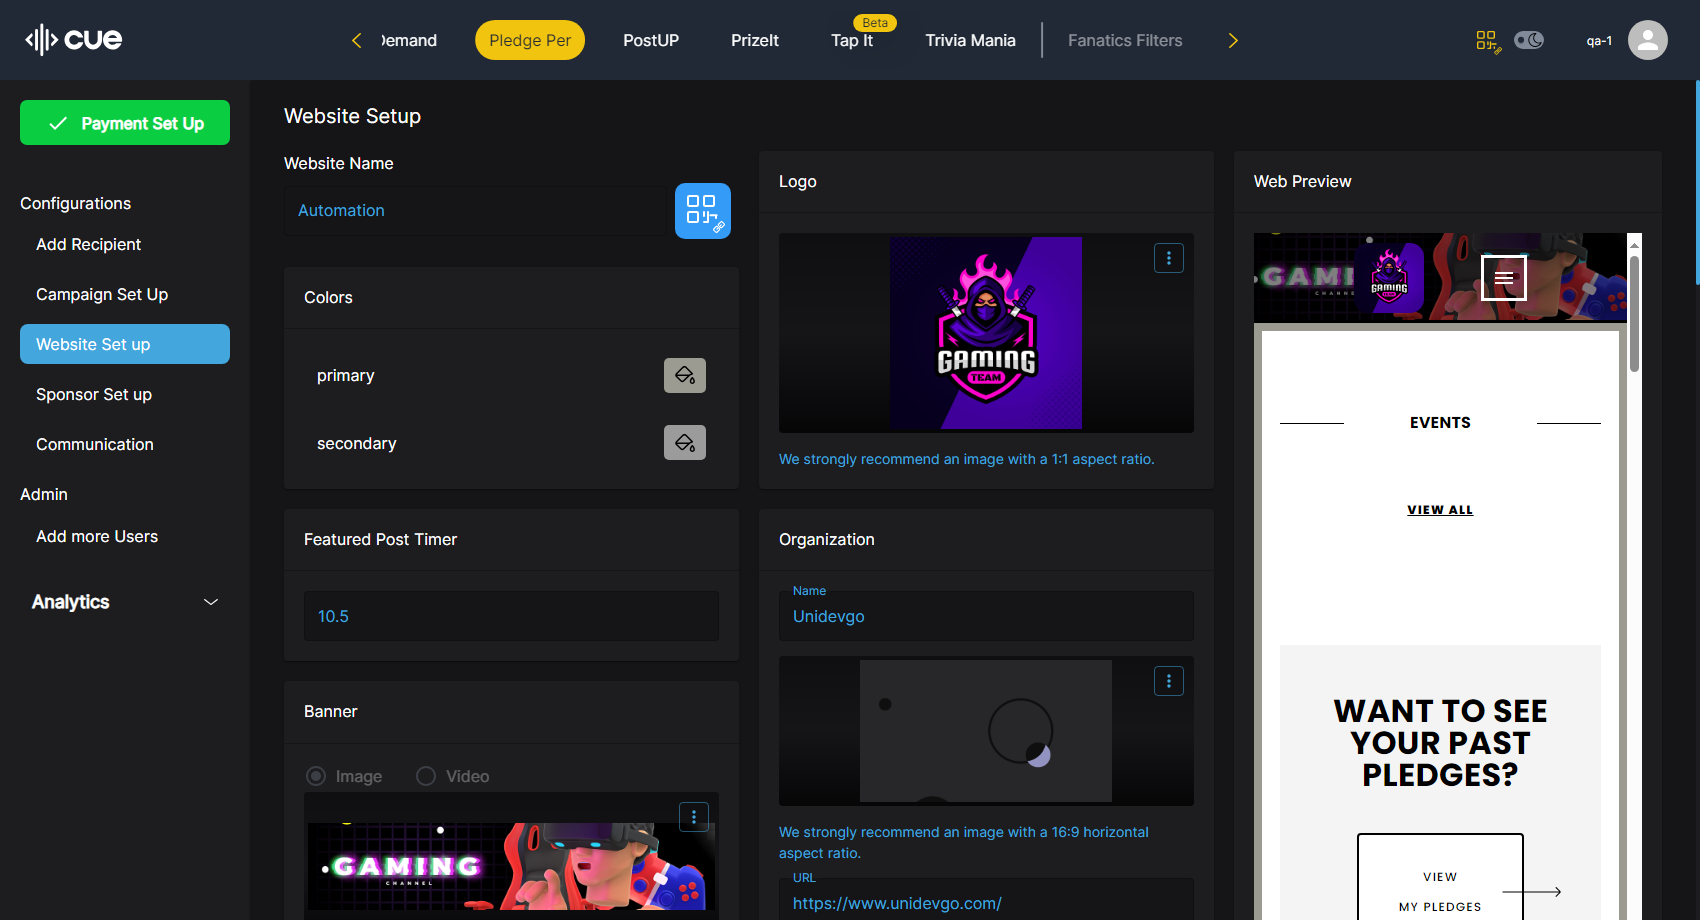 cue
Demand
Pledge Per
PostUP
PrizeIt
Beta
Tap It
Trivia Mania
Fanatics Filters
qa-1
Payment Set Up
Configurations
Add Recipient
Campaign Set Up
Website Set up
Sponsor Set up
Communication
Admin
Add more Users
Analytics
Website Setup
Website Name
Automation
Colors
primary
secondary
Featured Post Timer
10.5
Banner
Image
Video
GAMING
CHANNEL
Logo
GAMING
TEAM
We strongly recommend an image with a 1:1 aspect ratio.
Organization
Name
Unidevgo
We strongly recommend an image with a 16:9 horizontal
aspect ratio.
URL
https://www.unidevgo.com/
Web Preview
GAMI
CHANN
GAMING
TEAM
EVENTS
VIEW ALL
WANT TO SEE
YOUR PAST
PLEDGES?
VIEW
MY PLEDGES